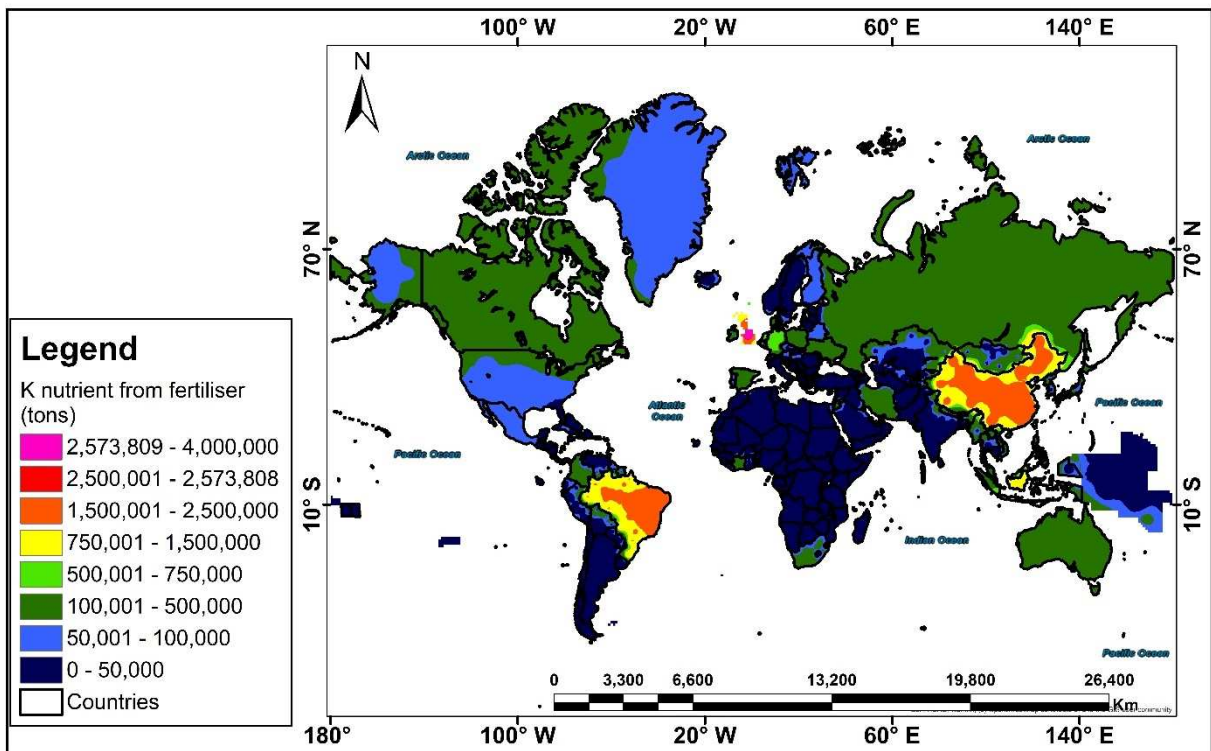 100° W 20° W 60° E 140° E
N
Arctic Ocean Arctic Ocean
70° N 70° N
Legend
K nutrient from fertiliser
(tons)
2,573,809 - 4,000,000
2,500,001 - 2,573,808
1,500,001 - 2,500,000
750,001 - 1,500,000
500,001 - 750,000
100,001 - 500,000
50,001 - 100,000
0 - 50,000
Countries
Atlantic
Ocean
Pacific Ocean
Pacific Ocean
10° S 10° S
Indian Ocean
Pacific Ocean
0 3,300 6,600 13,200 19,800 26,400
Km
community
180° 100° W 20° W 60° E 140° E